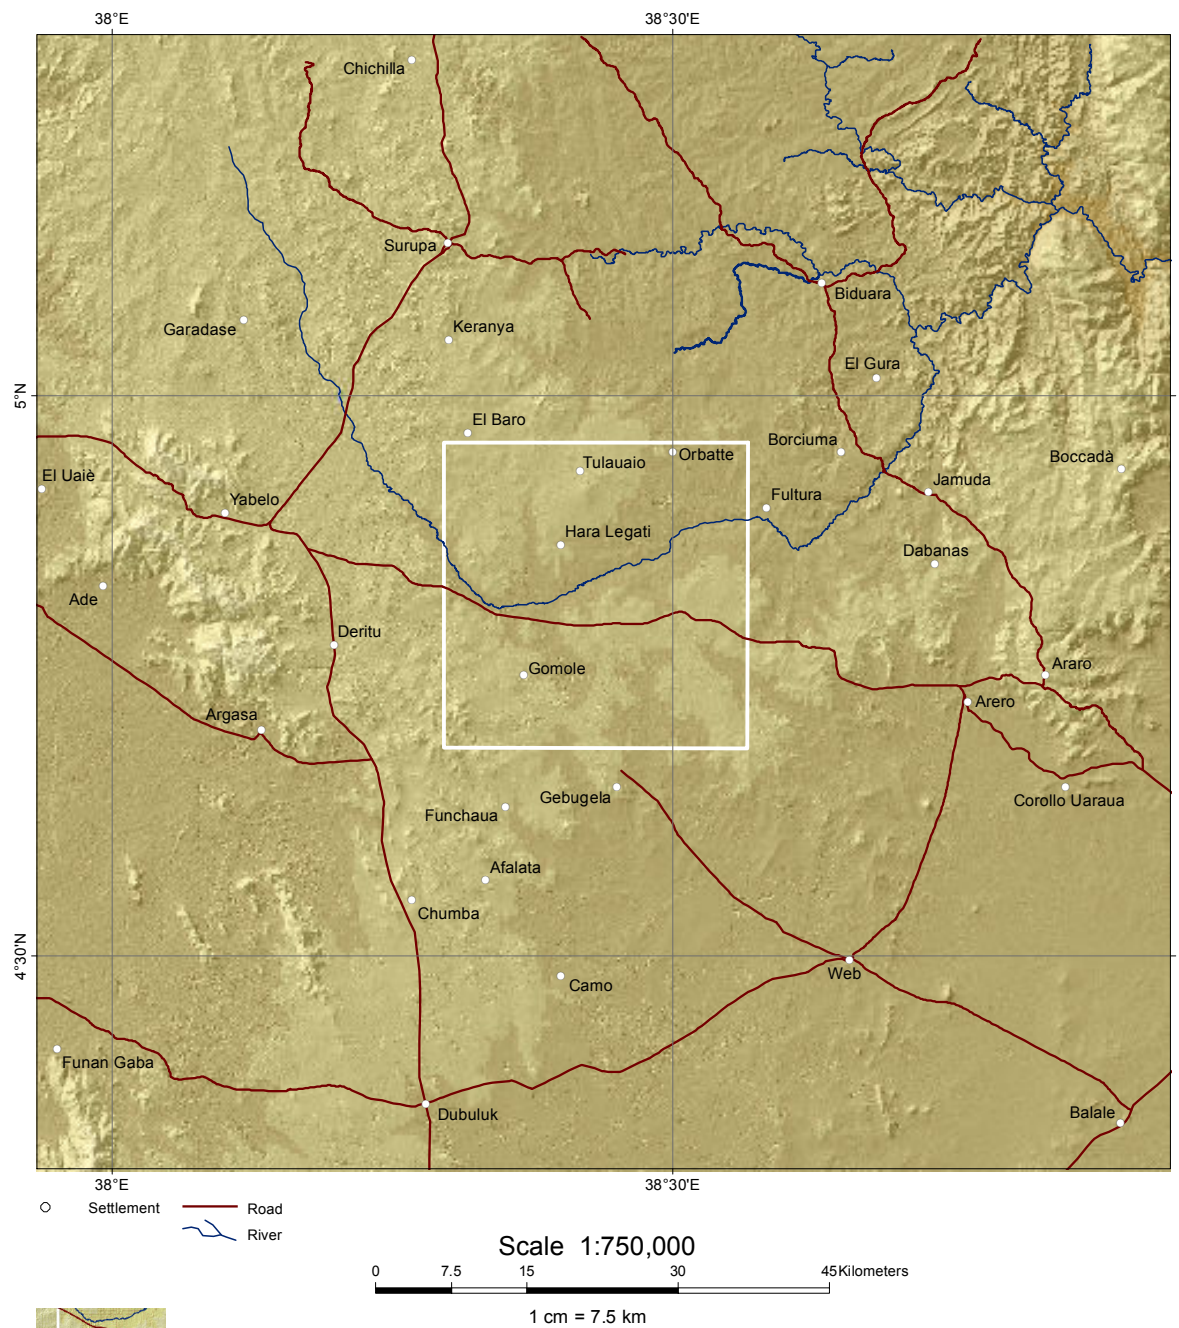 38°E 38°30'E
Chichilla
Surupa
Biduara
Garadase
Keranya
El Gura
5°N
El Baro
Borciuma
Orbatte
Boccadà
Tulauaio
El Uaiè
Jamuda
Yabelo
Fultura
Hara Legati
Dabanas
Ade
Deritu
Araro
Gomole
Arero
Argasa
Gebugela
Corollo Uaraua
Funchaua
Afalata
Chumba
4°30'N
Web
Camo
Funan Gaba
Dubuluk
Balale
38°E 38°30'E
Settlement Road
River
Scale 1:750,000
0 7.5 15 30 45 Kilometers
1 cm = 7.5 km